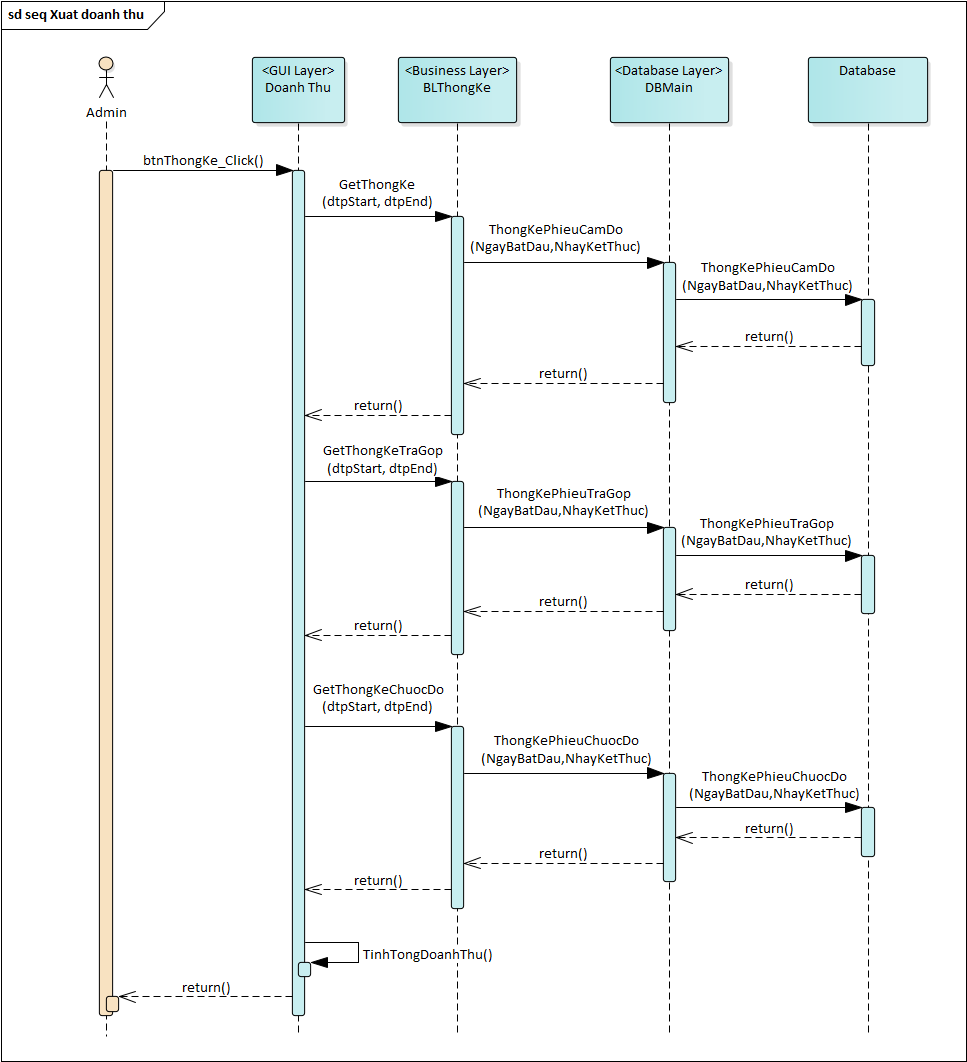 sd seq Xuat doanh thu
Admin
<GUI Layer>
Doanh Thu
<Business Layer>
BLThongKe
<Database Layer>
DBMain
Database
btnThongKe_Click()
GetThongKe
(dtpStart, dtpEnd)
ThongKePhieuCamDo
(NgayBatDau,NhayKetThuc)
ThongKePhieuCamDo
(NgayBatDau,NhayKetThuc)
return()
return()
return()
GetThongKeTraGop
(dtpStart, dtpEnd)
ThongKePhieuTraGop
(NgayBatDau,NhayKetThuc)
ThongKePhieuTraGop
(NgayBatDau,NhayKetThuc)
return()
return()
return()
GetThongKeChuocDo
(dtpStart, dtpEnd)
ThongKePhieuChuocDo
(NgayBatDau,NhayKetThuc)
ThongKePhieuChuocDo
(NgayBatDau,NhayKetThuc)
return()
return()
return()
TinhTongDoanhThu()
return()